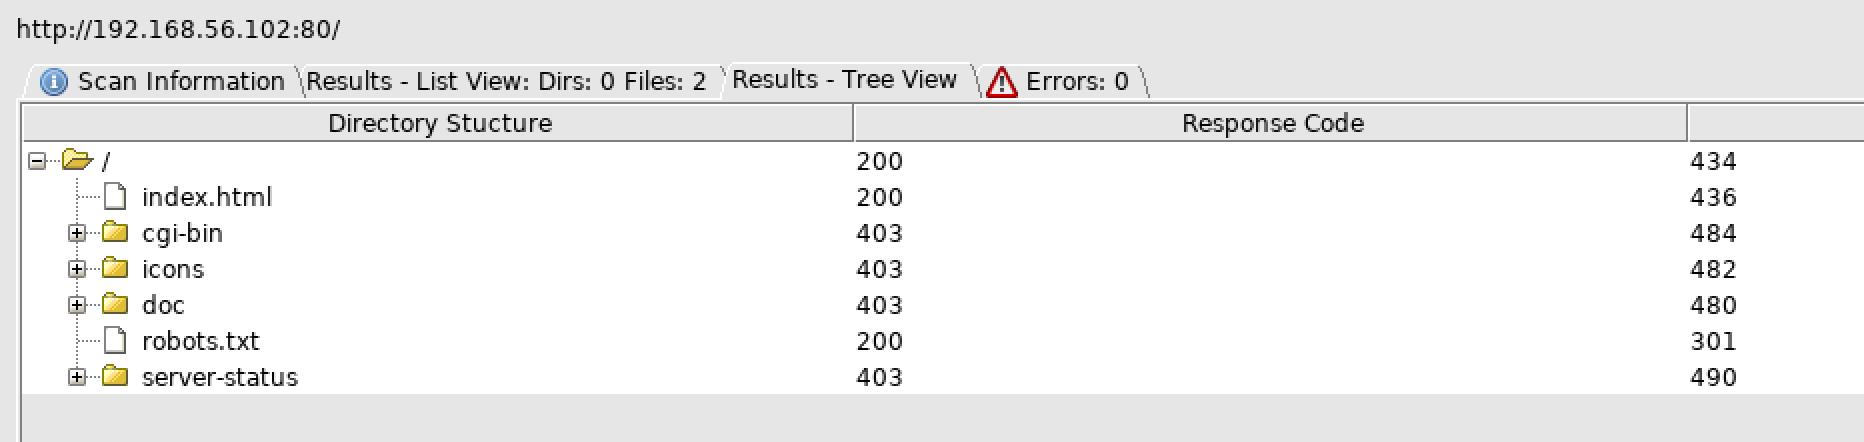 http://192.168.56.102:80/
Scan Information Results - List View: Dirs: 0 Files: 2 Results - Tree View Errors: 0
Directory Stucture Response Code
/ 200 434
index.html 200 436
cgi-bin 403 484
icons 403 482
doc 403 480
robots.txt 200 301
server-status 403 490